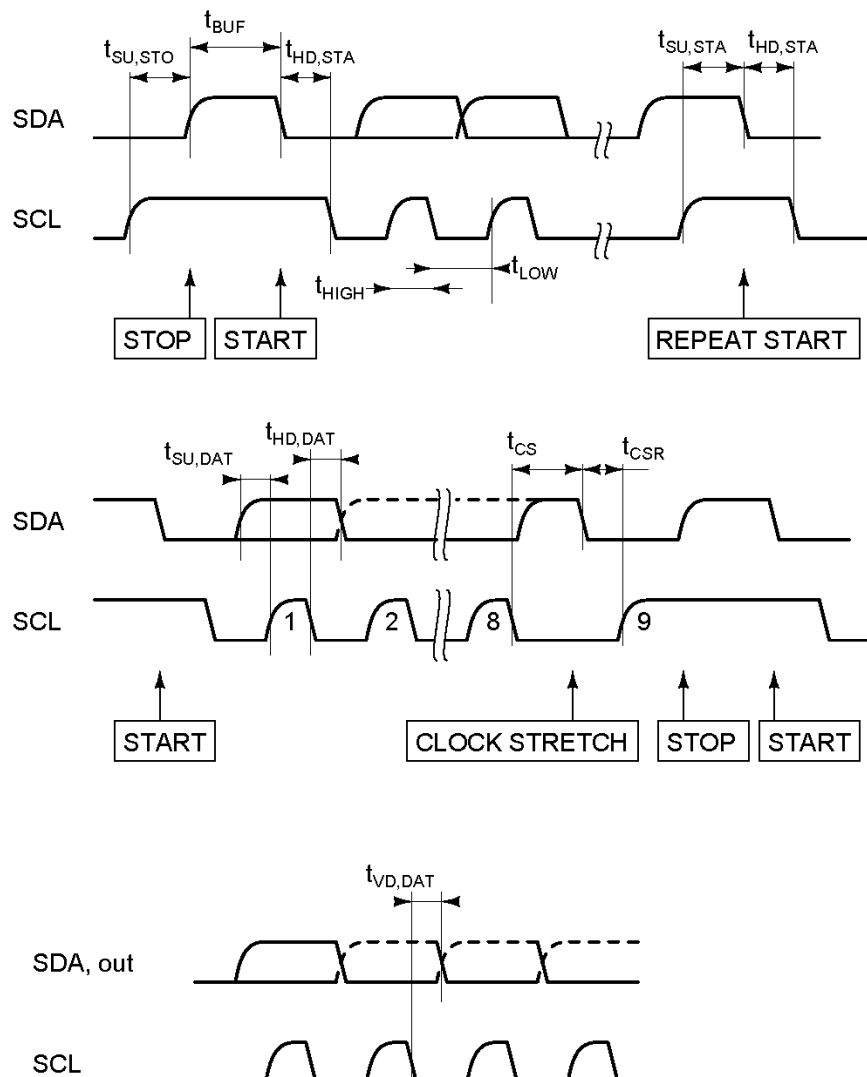 tBUF
tSU,STO tHD,STA tSU,STA tHD,STA
SDA
SCL
tHIGH tLOW
STOP START REPEAT START
tSU,DAT tHD,DAT tCS tCSR
SDA
SCL 1 2 8 9
START CLOCK STRETCH STOP START
tVD,DAT
SDA, out
SCL